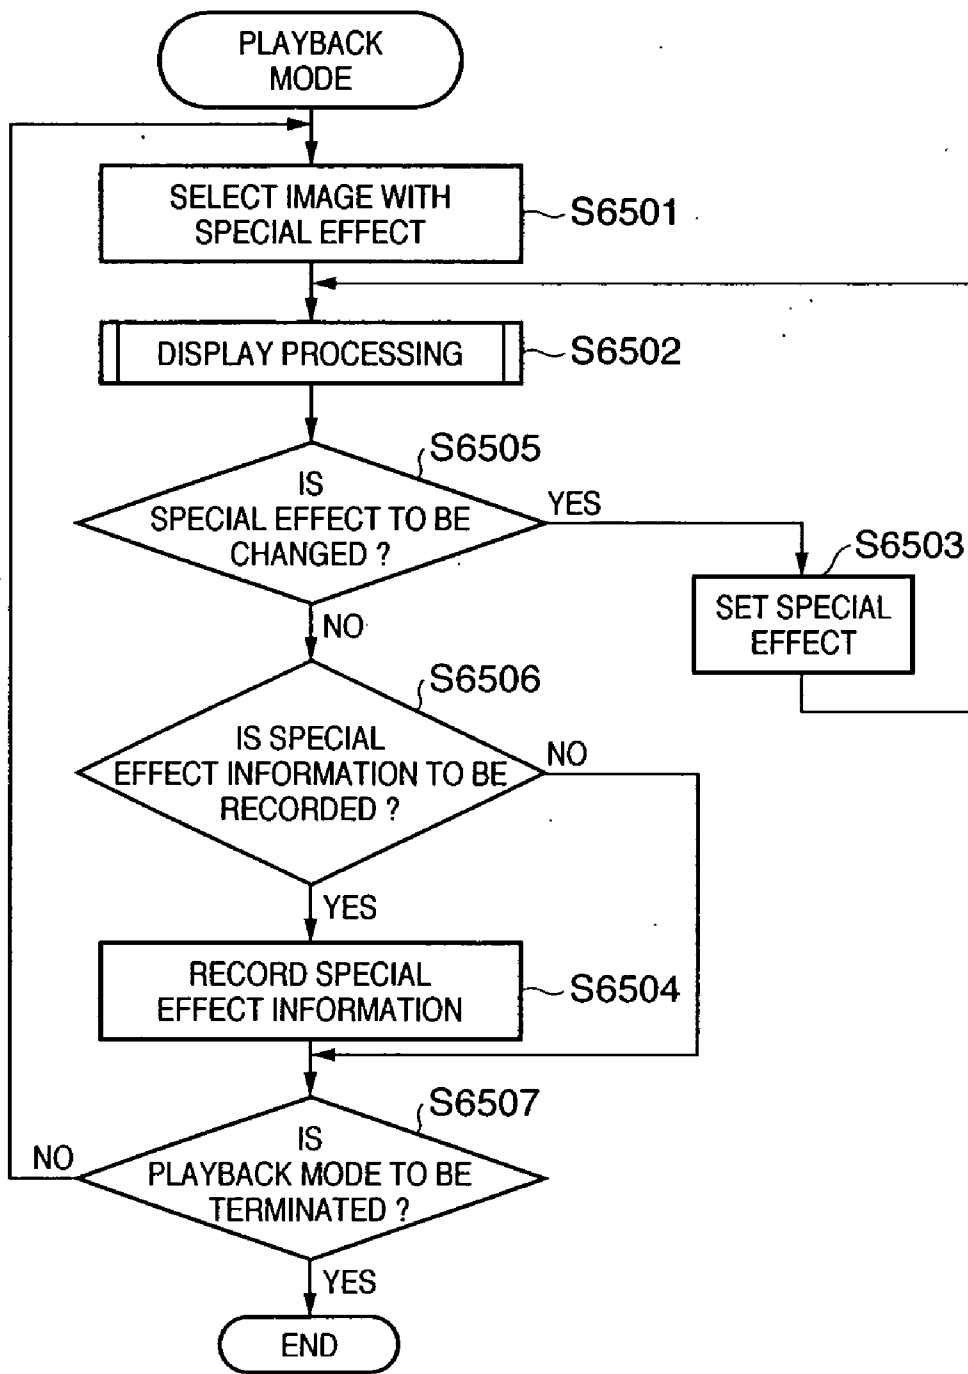 PLAYBACK
MODE
SELECT IMAGE WITH
SPECIAL EFFECT
S6501
DISPLAY PROCESSING
S6502
S6505
IS
SPECIAL EFFECT TO BE
CHANGED ?
YES
S6503
SET SPECIAL
EFFECT
NO
S6506
IS SPECIAL
EFFECT INFORMATION TO BE
RECORDED ?
NO
YES
RECORD SPECIAL
EFFECT INFORMATION
S6504
S6507
IS
PLAYBACK MODE TO BE
TERMINATED ?
NO
YES
END